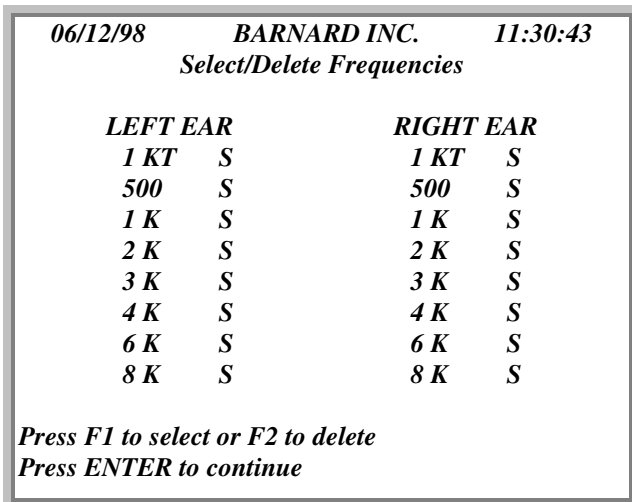 06/12/98 BARNARD INC. 11:30:43
Select/Delete Frequencies
LEFT EAR RIGHT EAR
1 KT S 1 KT S
500 S 500 S
1 K S 1 K S
2 K S 2 K S
3 K S 3 K S
4 K S 4 K S
6 K S 6 K S
8 K S 8 K S
Press F1 to select or F2 to delete
Press ENTER to continue